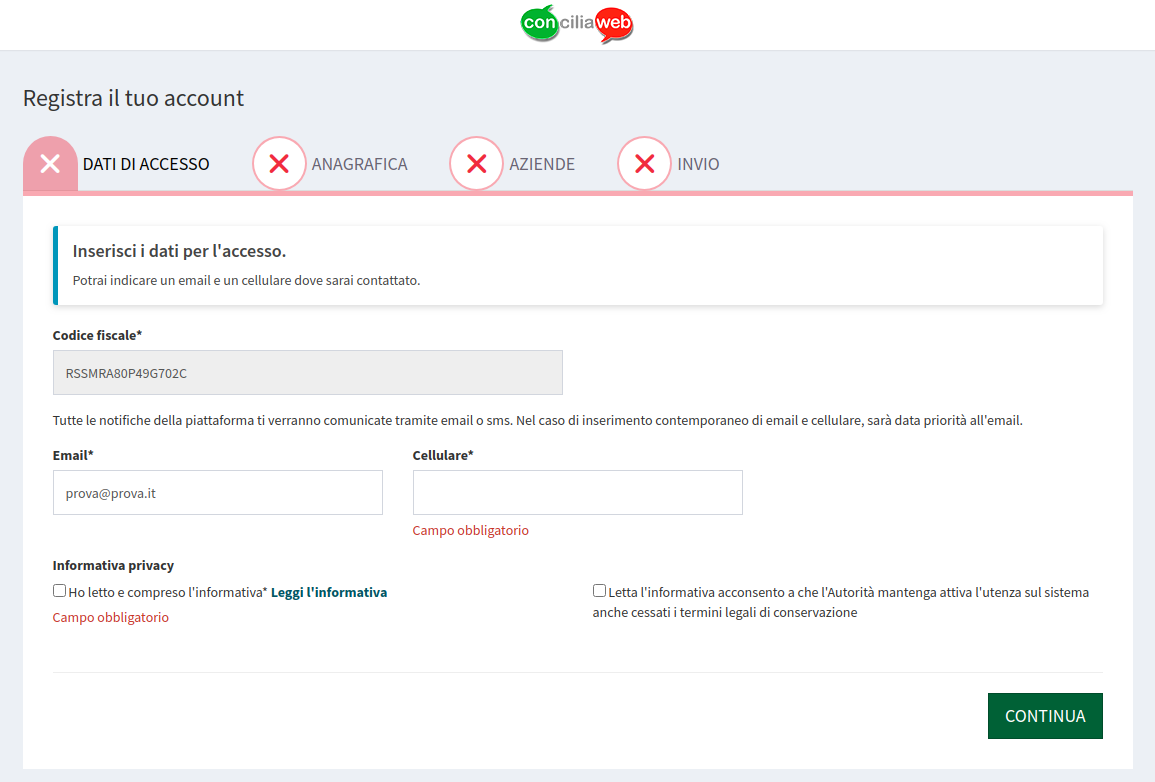 conciliaweb
Registra il tuo account
DATI DI ACCESSO ANAGRAFICA AZIENDE INVIO
Inserisci i dati per l'accesso.
Potrai indicare un email e un cellulare dove sarai contattato.
Codice fiscale*
RSSMRA80P49G702C
Tutte le notifiche della piattaforma ti verranno comunicate tramite email o sms. Nel caso di inserimento contemporaneo di email e cellulare, sarà data priorità all'email.
Email* Cellulare*
prova@prova.it
Campo obbligatorio
Informativa privacy
Ho letto e compreso l'informativa* Leggi l'informativa
Campo obbligatorio
Letta l'informativa acconsento a che l'Autorità mantenga attiva l'utenza sul sistema
anche cessati i termini legali di conservazione
CONTINUA